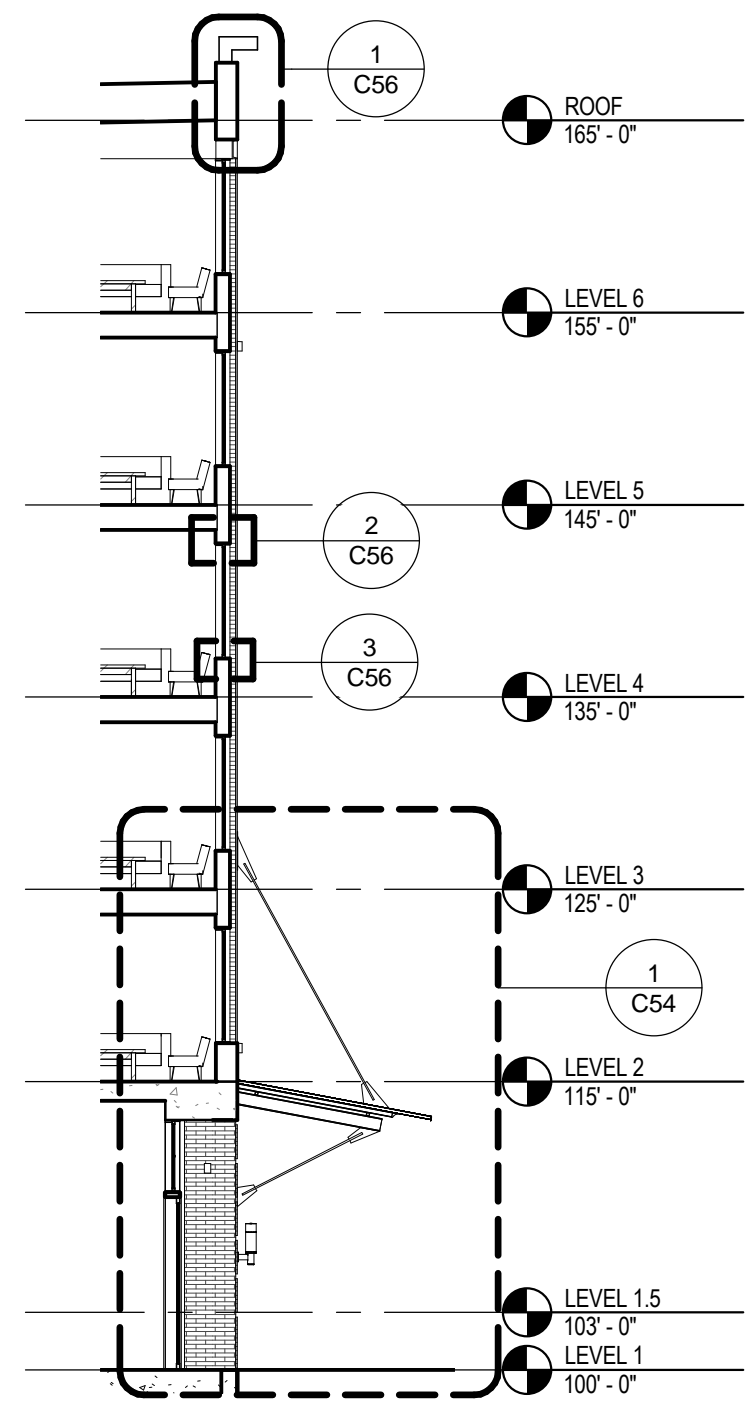 1
C56
ROOF
165' - 0"
LEVEL 6
155' - 0"
LEVEL 5
145' - 0"
2
C56
3
C56
LEVEL 4
135' - 0"
LEVEL 3
125' - 0"
1
C54
LEVEL 2
115' - 0"
LEVEL 1.5
103' - 0"
LEVEL 1
100' - 0"